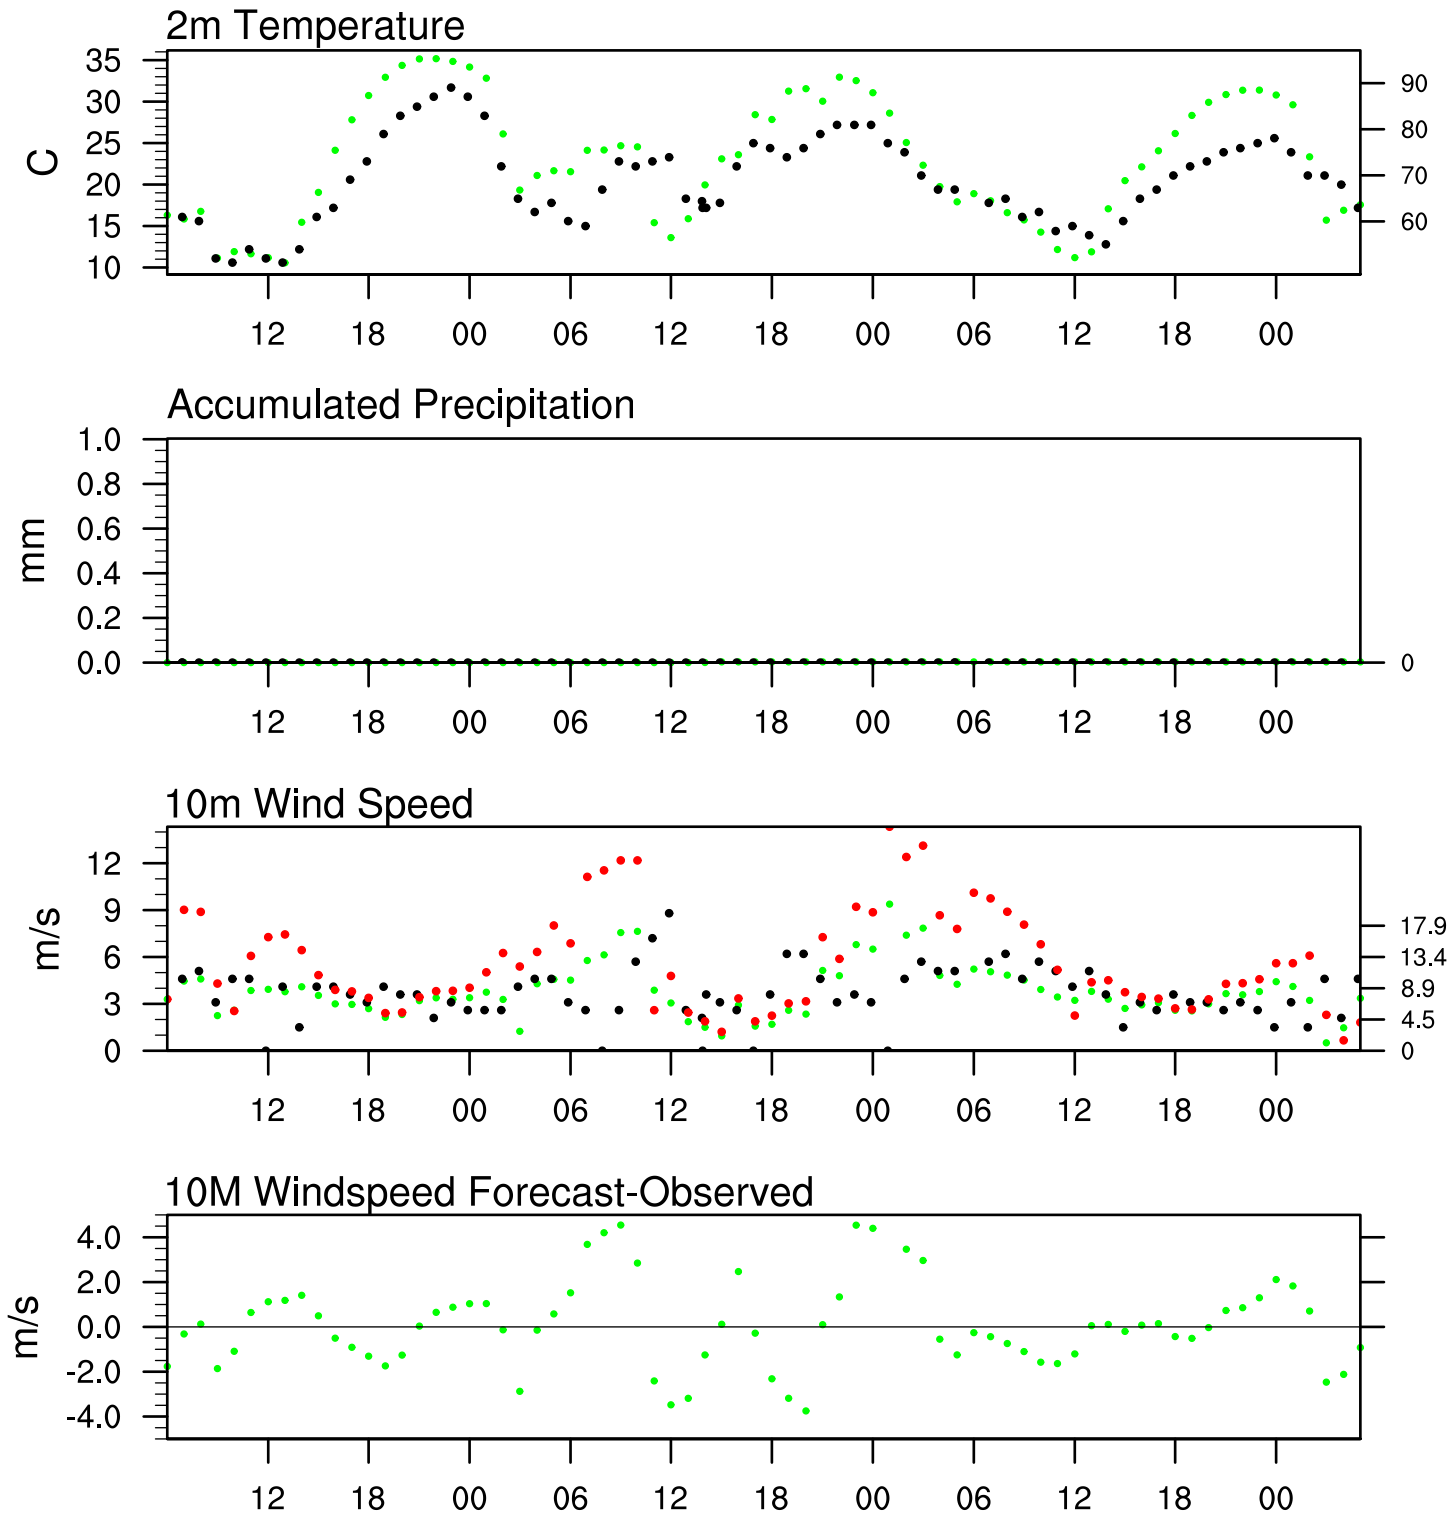 2m Temperature
35
30
25
20
15
10
C
90
80
70
60
12 18 00 06 12 18 00 06 12 18 00
Accumulated Precipitation
1.0
0.8
0.6
0.4
0.2
0.0
mm
0
12 18 00 06 12 18 00 06 12 18 00
10m Wind Speed
12
9
6
3
0
m/s
17.9
13.4
8.9
4.5
0
12 18 00 06 12 18 00 06 12 18 00
10M Windspeed Forecast-Observed
4.0
2.0
0.0
-2.0
-4.0
m/s
12 18 00 06 12 18 00 06 12 18 00